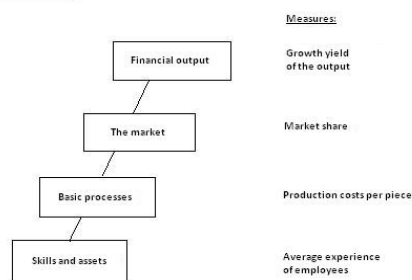 Measures:
Financial output
Growth yield
of the output
The market
Market share
Basic processes
Production costs per piece
Skills and assets
Average experience
of employees